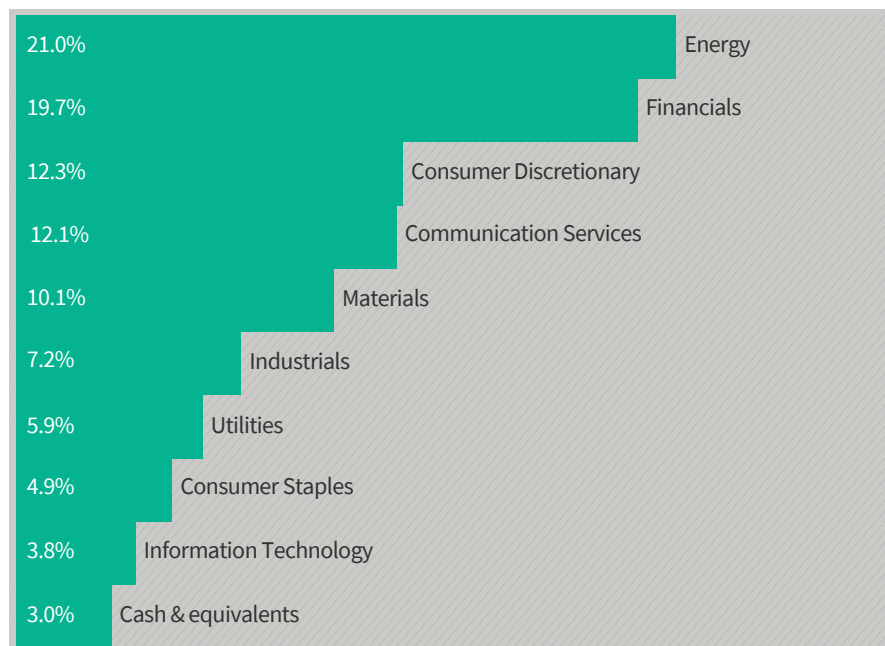 21.0% Energy
19.7% Financials
12.3% Consumer Discretionary
12.1% Communication Services
10.1% Materials
7.2% Industrials
5.9% Utilities
4.9% Consumer Staples
3.8% Information Technology
3.0% Cash & equivalents